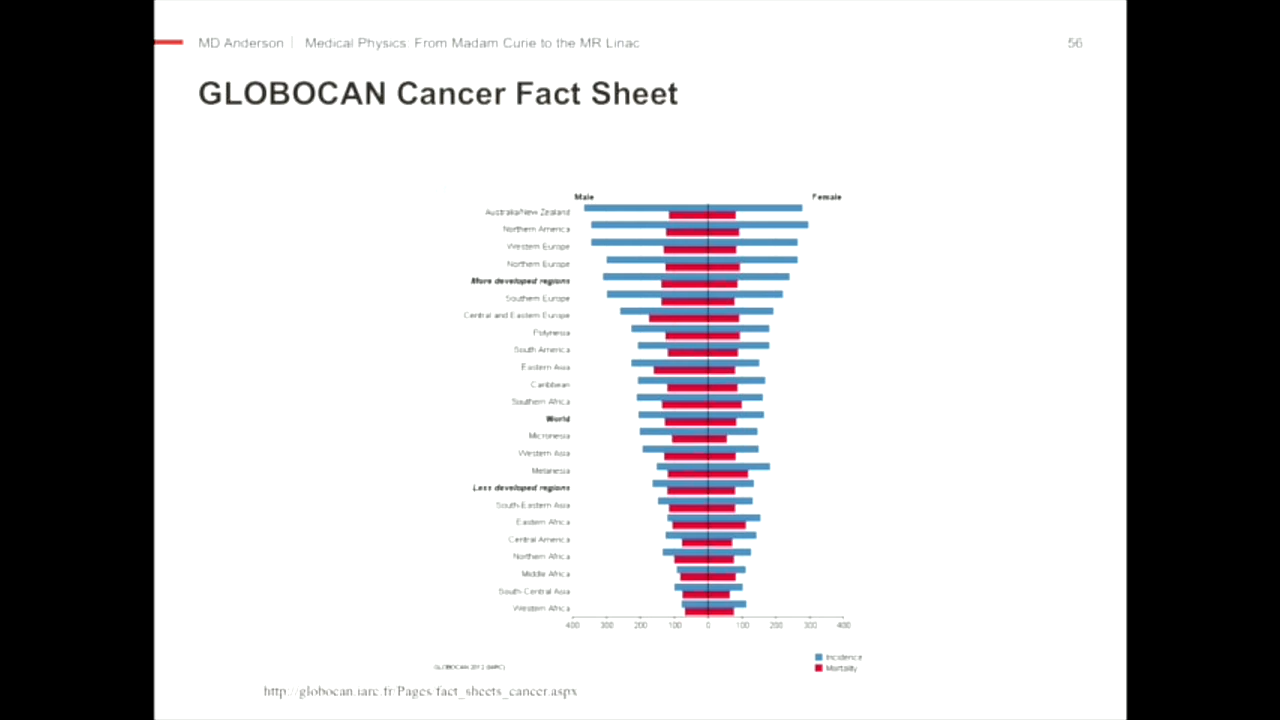 MD Anderson | Medical Physics: From Madam Curie to the MR Linac
56
GLOBOCAN Cancer Fact Sheet
Male Female
Australia/New Zealand
Northern America
Western Europe
Northern Europe
More developed regions
Southern Europe
Central and Eastern Europe
Polynesia
South America
Eastern Asia
Caribbean
Southern Africa
World
Micronesia
Western Asia
Melanesia
Less developed regions
South-Eastern Asia
Eastern Africa
Central America
Northern Africa
Middle Africa
South-Central Asia
Western Africa
400 300 200 100 0 100 200 300 400
Incidence
Mortality
GLOBOCAN 2012 (IARC)
http://globocan.iarc.fr/Pages/fact_sheets_cancer.aspx